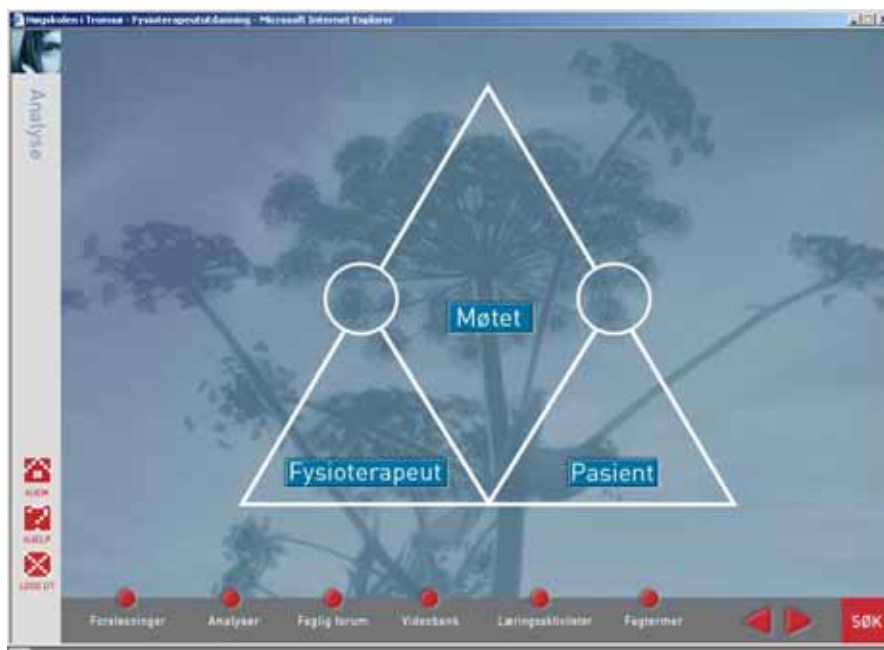 Høgskolen i Tromsø - Fysioterapeututdanning - Microsoft Internet Explorer
Analyse
Møtet
Fysioterapeut
Pasient
HJEM
HJELP
LOGG UT
Forelesninger
Analyser
Faglig forum
Videobank
Læringsaktiviteter
Fagtermer
SØK